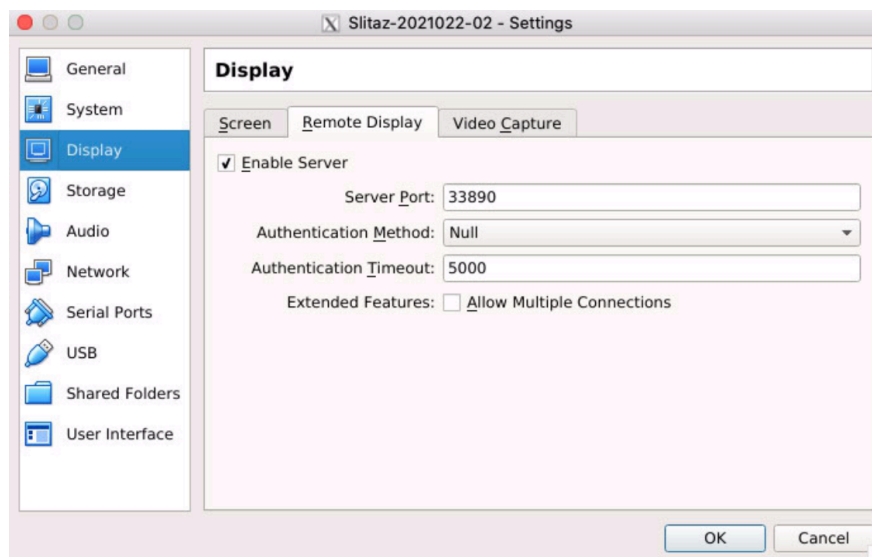 Slitaz-2021022-02 - Settings
General
System
Display
Storage
Audio
Network
Serial Ports
USB
Shared Folders
User Interface
Display
Screen
Remote Display
Video Capture
Enable Server
Server Port: 33890
Authentication Method: Null
Authentication Timeout: 5000
Extended Features: Allow Multiple Connections
OK
Cancel